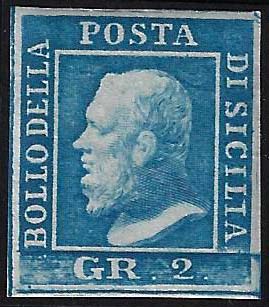 BOLLO DELLA
POSTA
DI SICILIA
GR. 2.